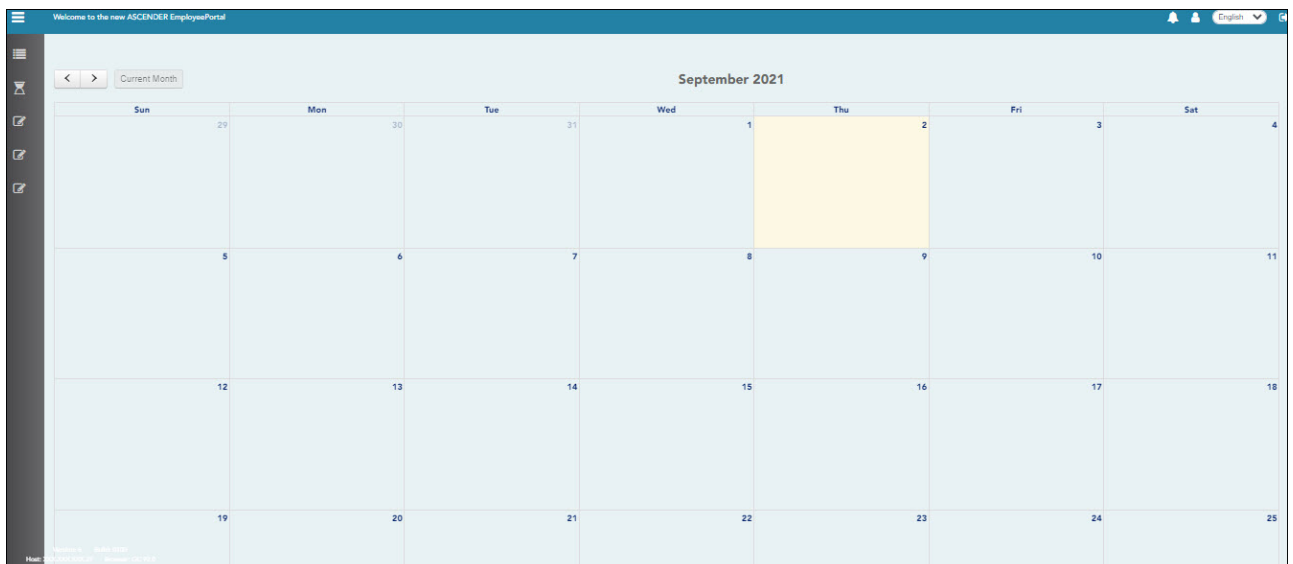 Welcome to the new ASCENDER EmployeePortal
English
< > Current Month
September 2021
Sun Mon Tue Wed Thu Fri Sat
29 30 31 1 2 3 4
5 6 7 8 9 10 11
12 13 14 15 16 17 18
19 20 21 22 23 24 25
Host: